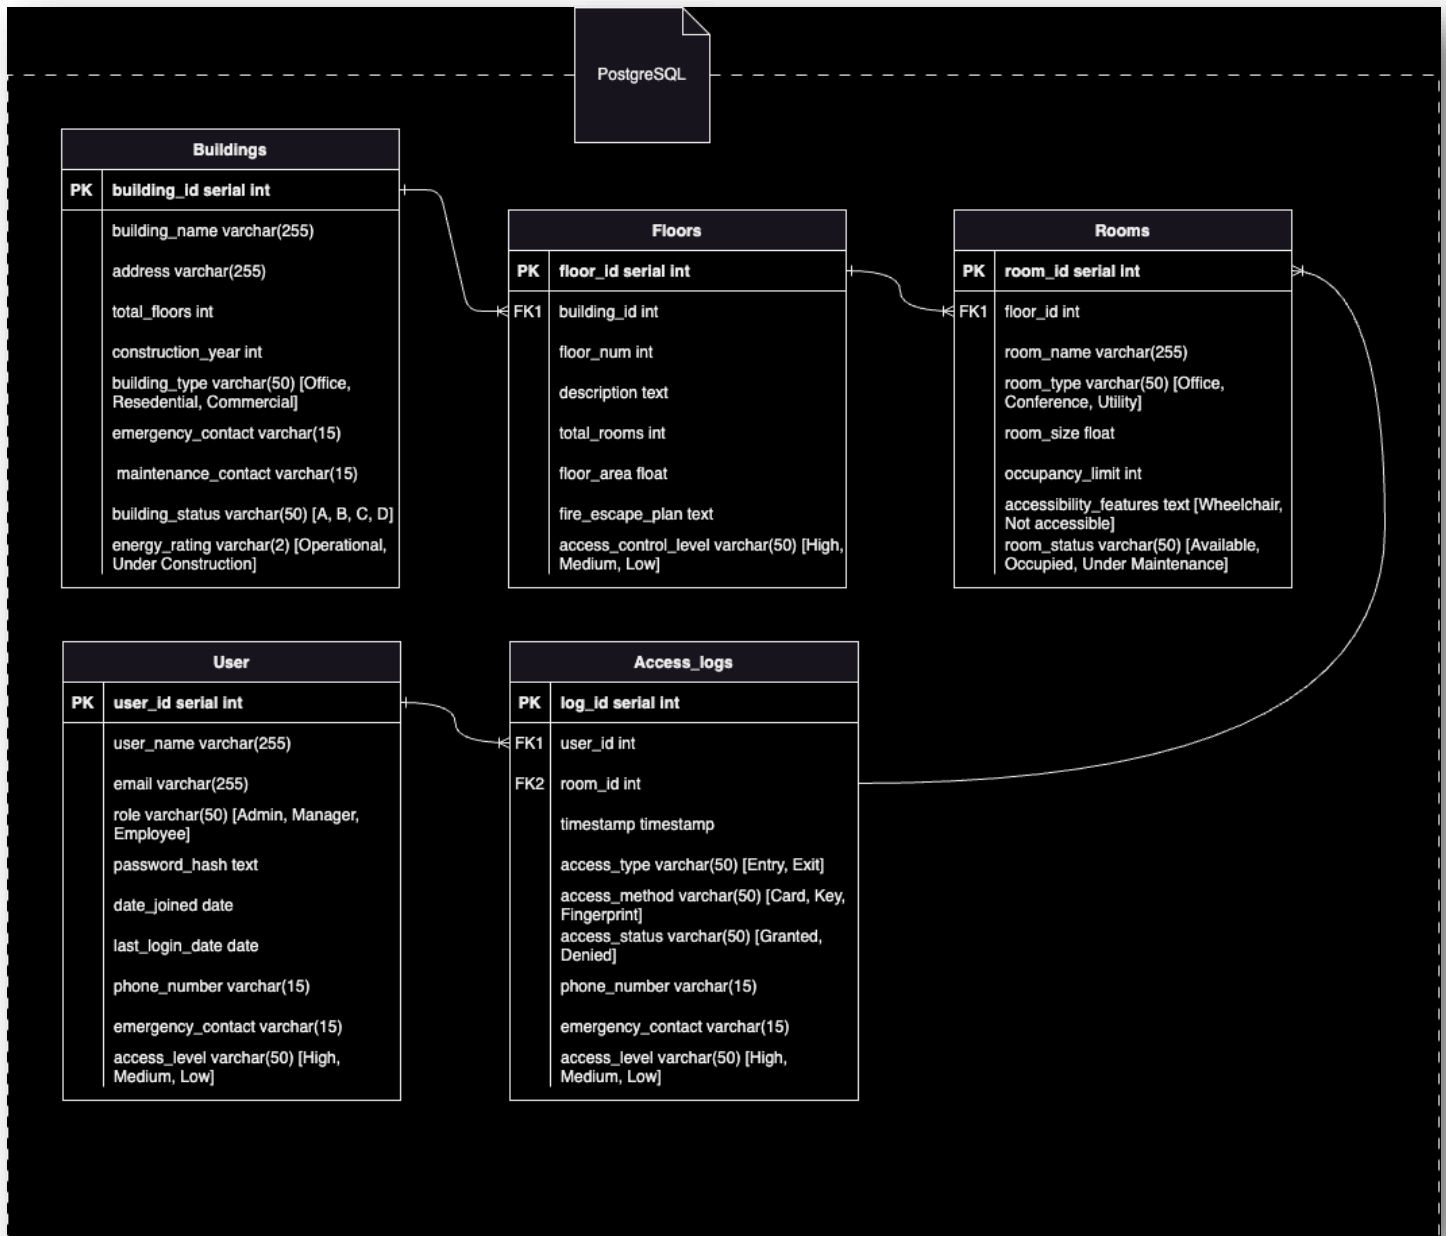 PostgreSQL
Buildings
PK building_id serial int
building_name varchar(255)
address varchar(255)
total_floors int
construction_year int
building_type varchar(50) [Office,
Resedential, Commercial]
emergency_contact varchar(15)
maintenance_contact varchar(15)
building_status varchar(50) [A, B, C, D]
energy_rating varchar(2) [Operational,
Under Construction]
Floors
PK floor_id serial int
FK1 building_id int
floor_num int
description text
total_rooms int
floor_area float
fire_escape_plan text
access_control_level varchar(50) [High,
Medium, Low]
Rooms
PK room_id serial int
FK1 floor_id int
room_name varchar(255)
room_type varchar(50) [Office,
Conference, Utility]
room_size float
occupancy_limit int
accessibility_features text [Wheelchair,
Not accessible]
room_status varchar(50) [Available,
Occupied, Under Maintenance]
User
PK user_id serial int
user_name varchar(255)
email varchar(255)
role varchar(50) [Admin, Manager,
Employee]
password_hash text
date_joined date
last_login_date date
phone_number varchar(15)
emergency_contact varchar(15)
access_level varchar(50) [High,
Medium, Low]
Access_logs
PK log_id serial int
FK1 user_id int
FK2 room_id int
timestamp timestamp
access_type varchar(50) [Entry, Exit]
access_method varchar(50) [Card, Key,
Fingerprint]
access_status varchar(50) [Granted,
Denied]
phone_number varchar(15)
emergency_contact varchar(15)
access_level varchar(50) [High,
Medium, Low]